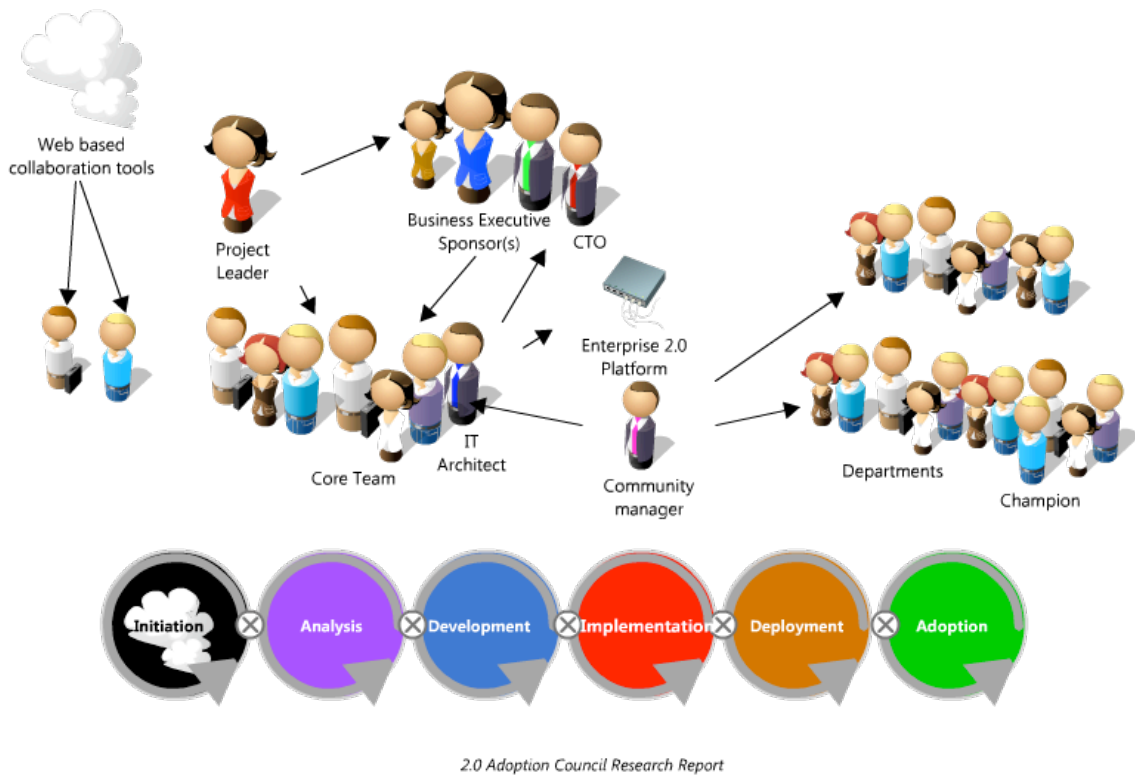 Web based
collaboration tools
Project
Leader
Business Executive
Sponsor(s)
CTO
Enterprise 2.0
Platform
Core Team
IT
Architect
Community
manager
Departments
Champion
Initiation
Analysis
Development
Implementation
Deployment
Adoption
2.0 Adoption Council Research Report